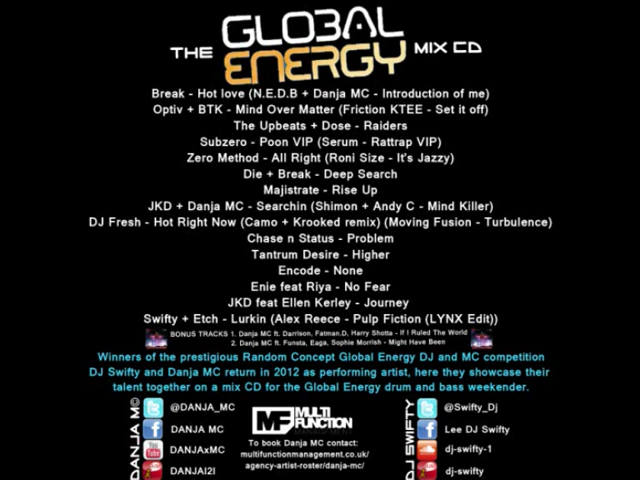 THE GLOBAL ENERGY MIX CD
Break - Hot love (N.E.D.B + Danja MC - Introduction of me)
Optiv + BTK - Mind Over Matter (Friction KTEE - Set it off)
The Upbeats + Dose - Raiders
Subzero - Poon VIP (Serum - Rattrap VIP)
Zero Method - All Right (Roni Size - It's Jazzy)
Die + Break - Deep Search
Majistrate - Rise Up
JKD + Danja MC - Searchin (Shimon + Andy C - Mind Killer)
DJ Fresh - Hot Right Now (Camo + Krooked remix) (Moving Fusion - Turbulence)
Chase n Status - Problem
Tantrum Desire - Higher
Encode - None
Enie feat Riya - No Fear
JKD feat Ellen Kerley - Journey
Swifty + Etch - Lurkin (Alex Reece - Pulp Fiction (LYNX Edit))
BONUS TRACKS 1. Danja MC ft. Darrison, Fatman.D, Harry Shotta - If I Ruled The World
2. Danja MC ft. Funsta, Eaga, Sophie Morrish - Might Have Been
Winners of the prestigious Random Concept Global Energy DJ and MC competition
DJ Swifty and Danja MC return in 2012 as performing artist, here they showcase their
talent together on a mix CD for the Global Energy drum and bass weekender.
DANJA MC
@DANJA_MC
DANJA MC
DANJAxMC
DANJA121
MF MULTI FUNCTION
To book Danja MC contact:
multifunctionmanagement.co.uk/
agency-artist-roster/danja-mc/
DJ SWIFTY
@Swifty_Dj
Lee DJ Swifty
dj-swifty-1
dj-swifty